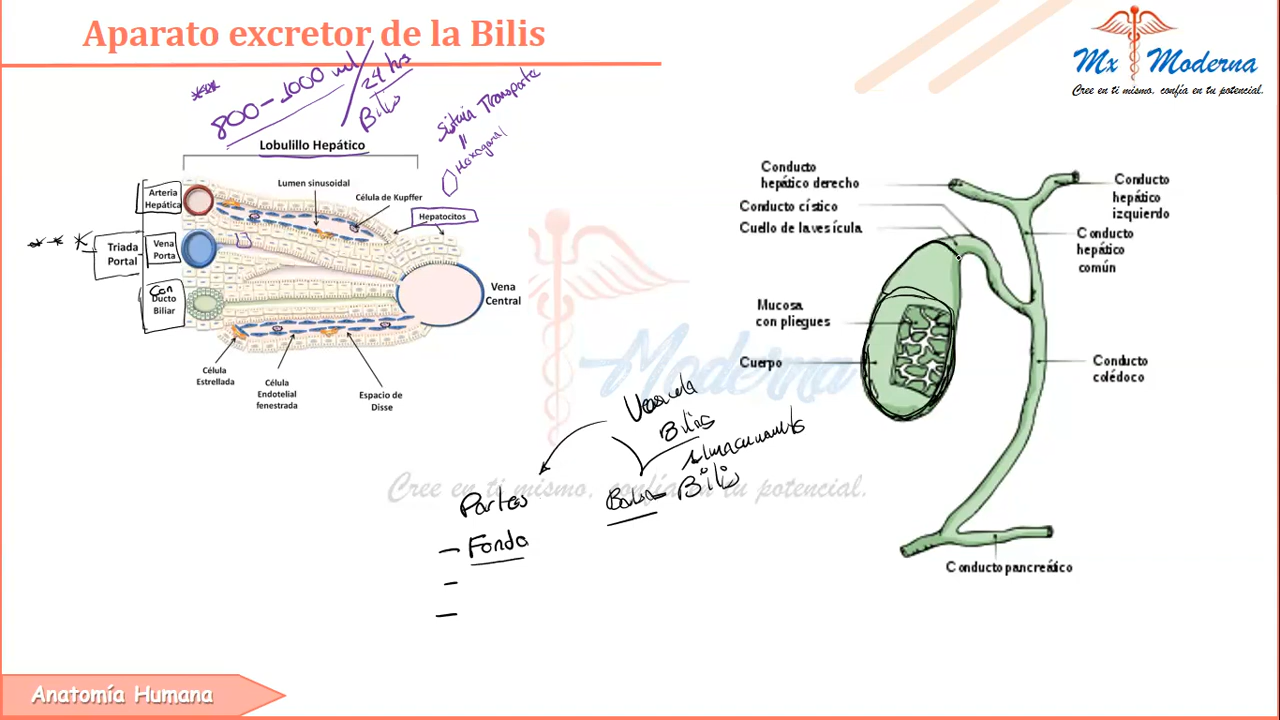 Aparato excretor de la Bilis
Mx Moderna
Cree en ti mismo, confía en tu potencial.
800-1000 ml/24 hrs
Bilis
Sistema Transporte
Hexagonal
Lobulillo Hepático
Lumen sinusoidal
Célula de Kupffer
Hepatocitos
Arteria
Hepática
Triada
Portal
Vena
Porta
Con
Ducto
Biliar
Vena
Central
Célula
Estrellada
Célula
Endotelial
fenestrada
Espacio de
Disse
Conducto
hepático derecho
Conducto cístico
Cuello de la vesícula
Mucosa
con pliegues
Cuerpo
Conducto
hepático
izquierdo
Conducto
hepático
común
Conducto
colédoco
Conducto pancreático
Moderna
Cree en ti mismo, confía en tu potencial.
Vesicula
Bilis
Bilis
Partes
- Fondo
-
-
Anatomía Humana